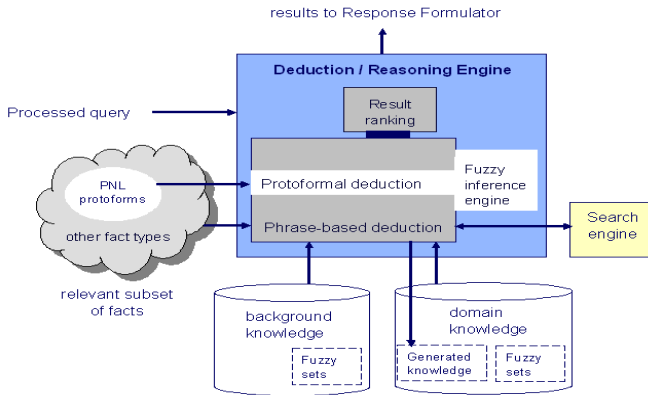 results to Response Formulator
Deduction / Reasoning Engine
Result
ranking
Processed query
PNL
protoforms
other fact types
relevant subset
of facts
Protoformal deduction
Phrase-based deduction
Fuzzy
inference
engine
Search
engine
background
knowledge
Fuzzy
sets
domain
knowledge
Generated
knowledge
Fuzzy
sets